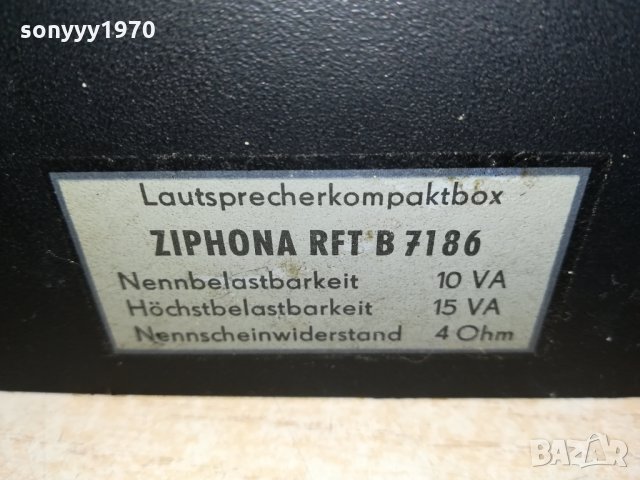 sonyyy1970
Lautsprecherkompaktbox
ZIPHONA RFT B 7186
Nennbelastbarkeit 10 VA
Höchstbelastbarkeit 15 VA
Nennscheinwiderstand 4 Ohm
BAZAR